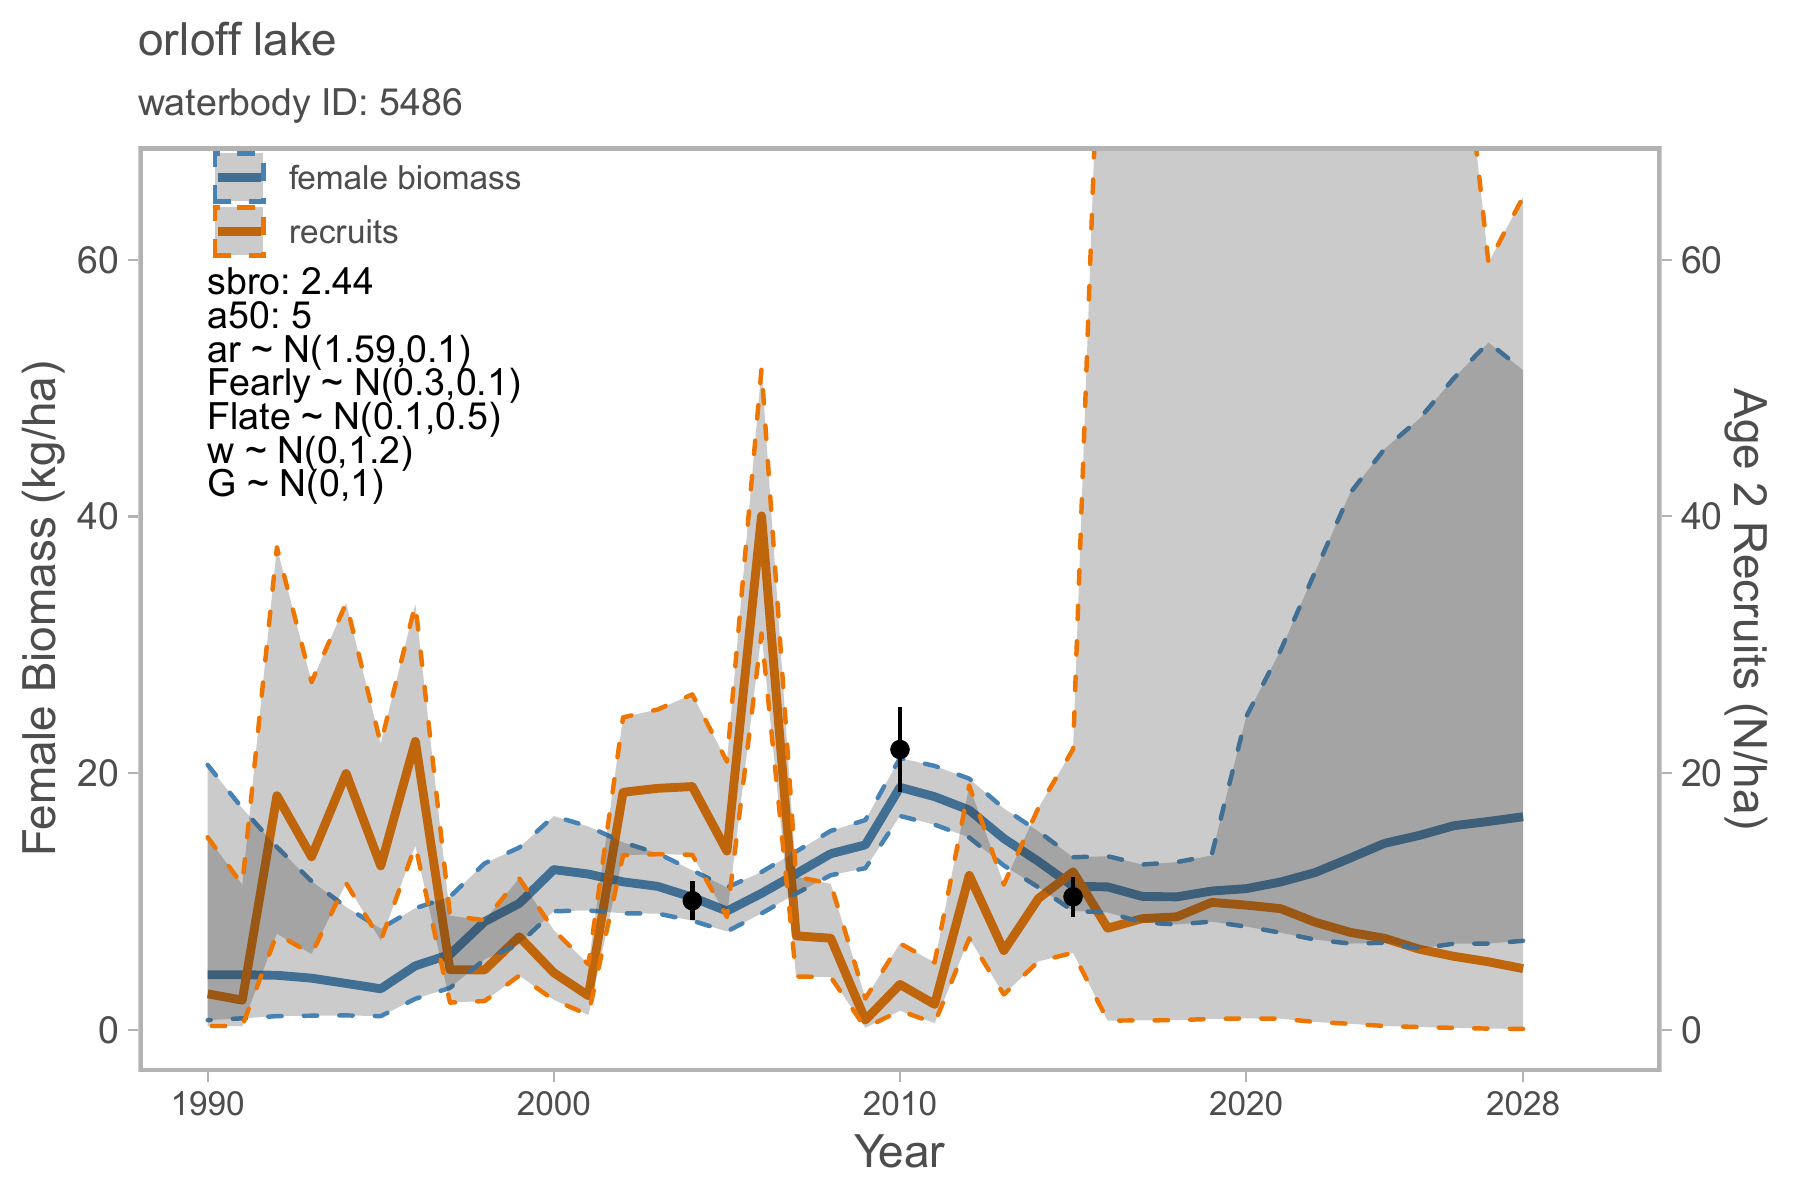 orloff lake
waterbody ID: 5486
female biomass
recruits
sbro: 2.44
a50: 5
ar ~ N(1.59,0.1)
Fearly ~ N(0.3,0.1)
Flate ~ N(0.1,0.5)
w ~ N(0,1.2)
G ~ N(0,1)
Female Biomass (kg/ha)
60
40
20
0
Age 2 Recruits (N/ha)
60
40
20
0
1990
2000
2010
2020
2028
Year